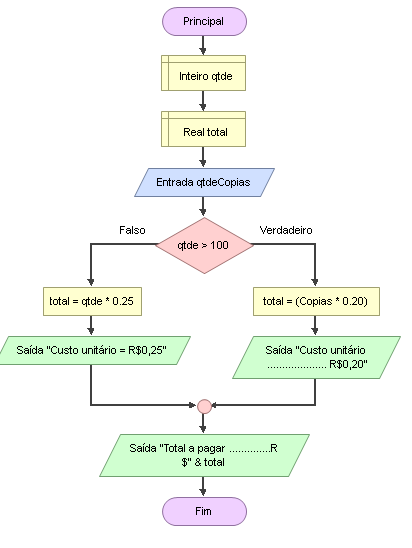 Principal
Inteiro qtde
Real total
Entrada qtdeCopias
Falso
Verdadeiro
qtde > 100
total = qtde * 0.25
total = (Copias * 0.20)
Saída "Custo unitário = R$0,25"
Saída "Custo unitário
..................... R$0,20"
Saída "Total a pagar ..............R
$" & total
Fim